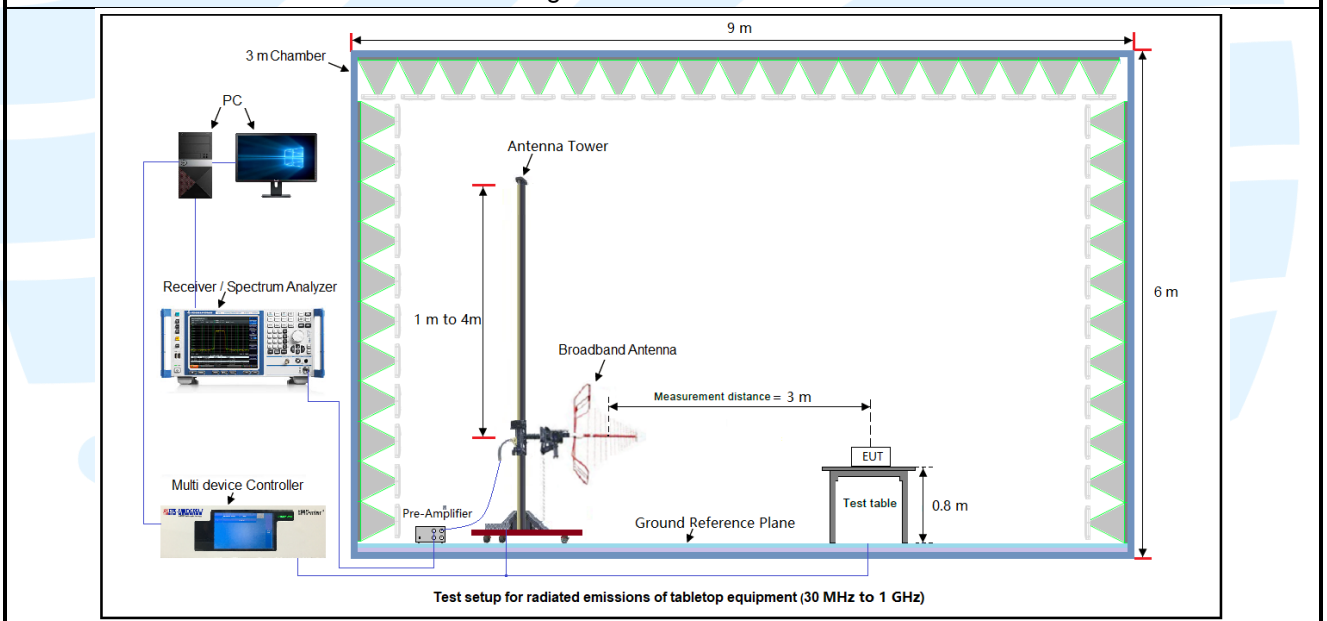 9 m
3 m Chamber
PC
Antenna Tower
Receiver / Spectrum Analyzer
6 m
1 m to 4m
Broadband Antenna
Measurement distance = 3 m
EUT
Multi device Controller
Pre-Amplifier
Test table
0.8 m
Ground Reference Plane
Test setup for radiated emissions of tabletop equipment (30 MHz to 1 GHz)